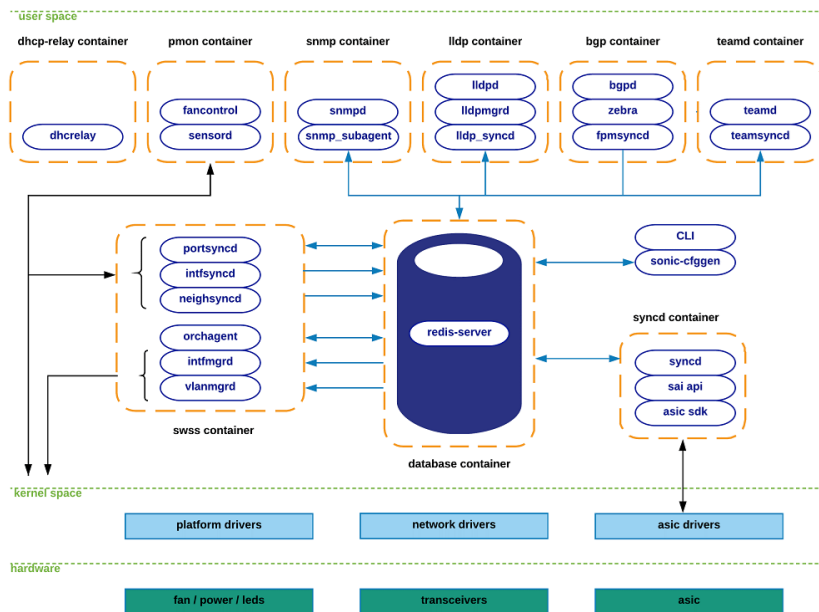 user space
dhcp-relay container
pmon container
snmp container
lldp container
bgp container
teamd container
dhcrelay
fancontrol
sensord
snmpd
snmp_subagent
lldpd
lldpmgrd
lldp_syncd
bgpd
zebra
fpmsyncd
teamd
teamsyncd
portsyncd
intfsyncd
neighsyncd
orchagent
intfmgrd
vlanmgrd
swss container
redis-server
database container
CLI
sonic-cfggen
syncd container
syncd
sai api
asic sdk
kernel space
platform drivers
network drivers
asic drivers
hardware
fan / power / leds
transceivers
asic